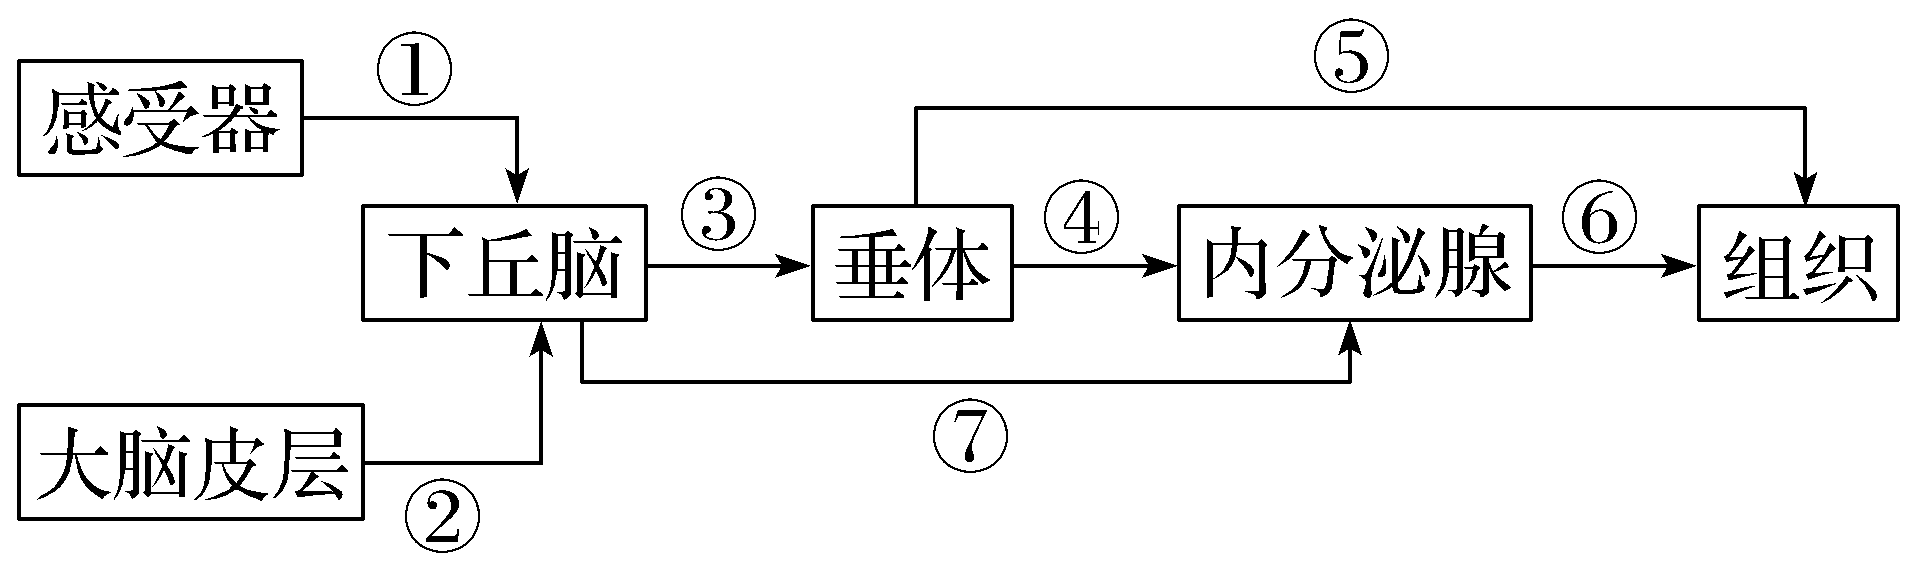 感受器
①
⑤
下丘脑
③
垂体
④
内分泌腺
⑥
组织
⑦
大脑皮层
②